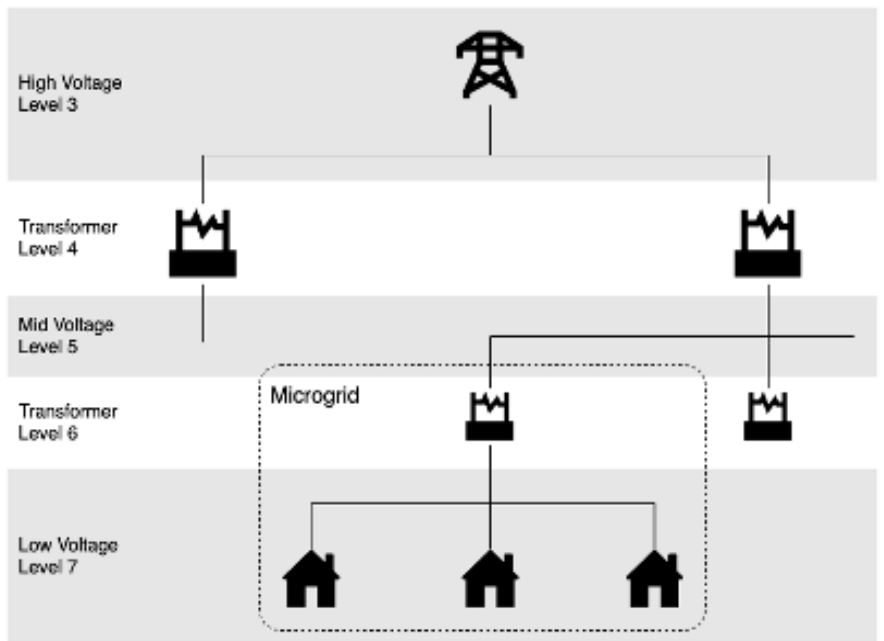 High Voltage
Level 3
Transformer
Level 4
Mid Voltage
Level 5
Microgrid
Transformer
Level 6
Low Voltage
Level 7